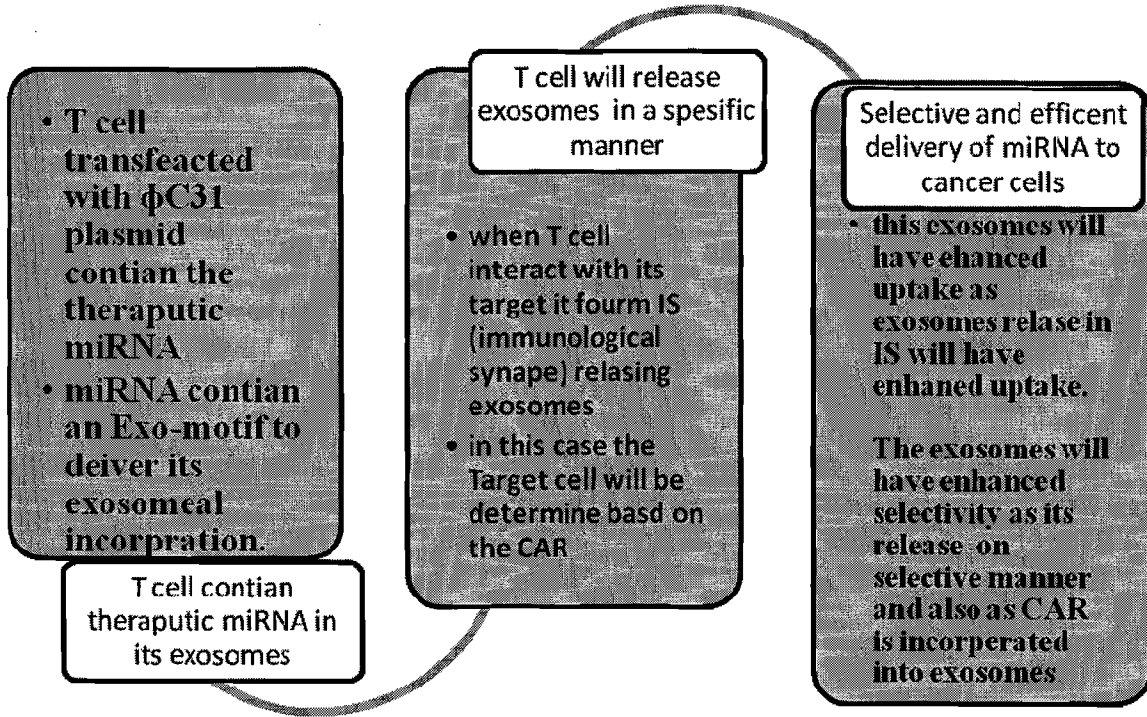 • T cell
transfeacted
with ϕC31
plasmid
contian the
theraputic
miRNA
• miRNA contian
an Exo-motif to
deiver its
exosomeal
incorpration.
T cell contian
theraputic miRNA in
its exosomes
T cell will release
exosomes in a spesific
manner
• when T cell
interact with its
target it fourm IS
(immunological
synape) relasing
exosomes
• in this case the
Target cell will be
determine basd on
the CAR
Selective and efficent
delivery of miRNA to
cancer cells
• this exosomes will
have ehanced
uptake as
exosomes relase in
IS will have
enhaned uptake.
The exosomes will
have enhanced
selectivity as its
release on
selective manner
and also as CAR
is incorperated
into exosomes